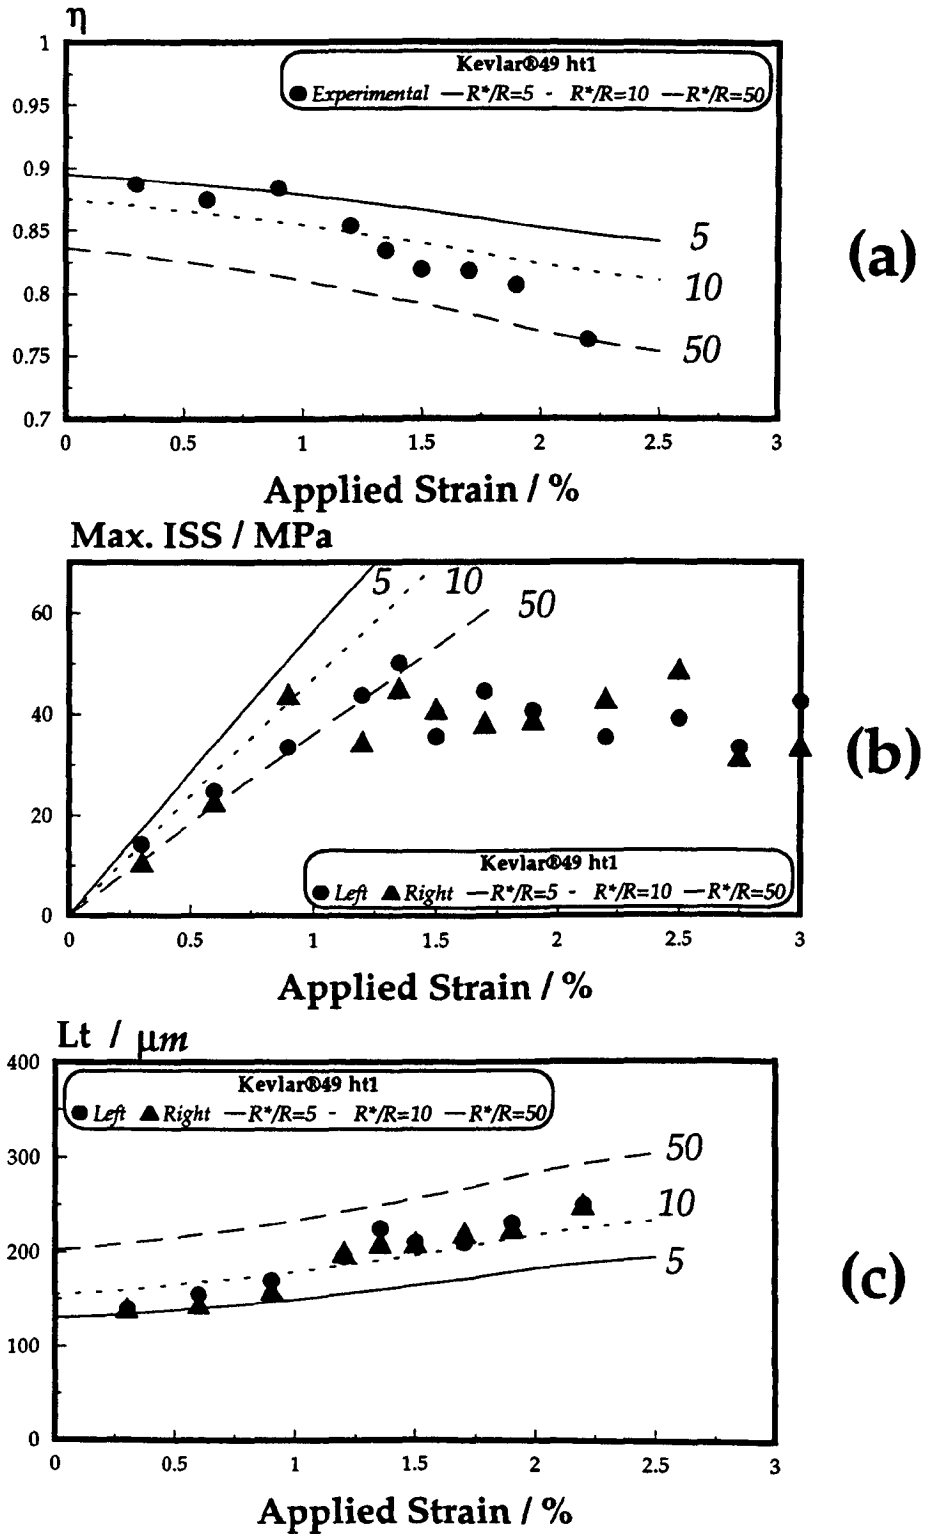 η
1
Kevlar®49 ht1
● Experimental — R*/R=5 - R*/R=10 — R*/R=50
0.95
0.9
0.85
5
(a)
10
0.8
50
0.75
0.7
0 0.5 1 1.5 2 2.5 3
Applied Strain / %
Max. ISS / MPa
5 10 50
60
40
(b)
20
Kevlar®49 ht1
● Left ▲ Right — R*/R=5 - R*/R=10 — R*/R=50
0
0 0.5 1 1.5 2 2.5 3
Applied Strain / %
Lt / μm
400
Kevlar®49 ht1
● Left ▲ Right — R*/R=5 - R*/R=10 — R*/R=50
300
50
10
200
5
(c)
100
0
0 0.5 1 1.5 2 2.5 3
Applied Strain / %